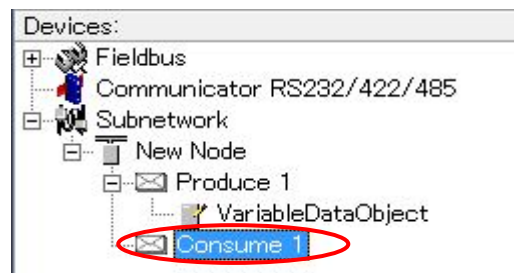 Devices:
Fieldbus
Communicator RS232/422/485
Subnetwork
New Node
Produce 1
VariableDataObject
Consume 1